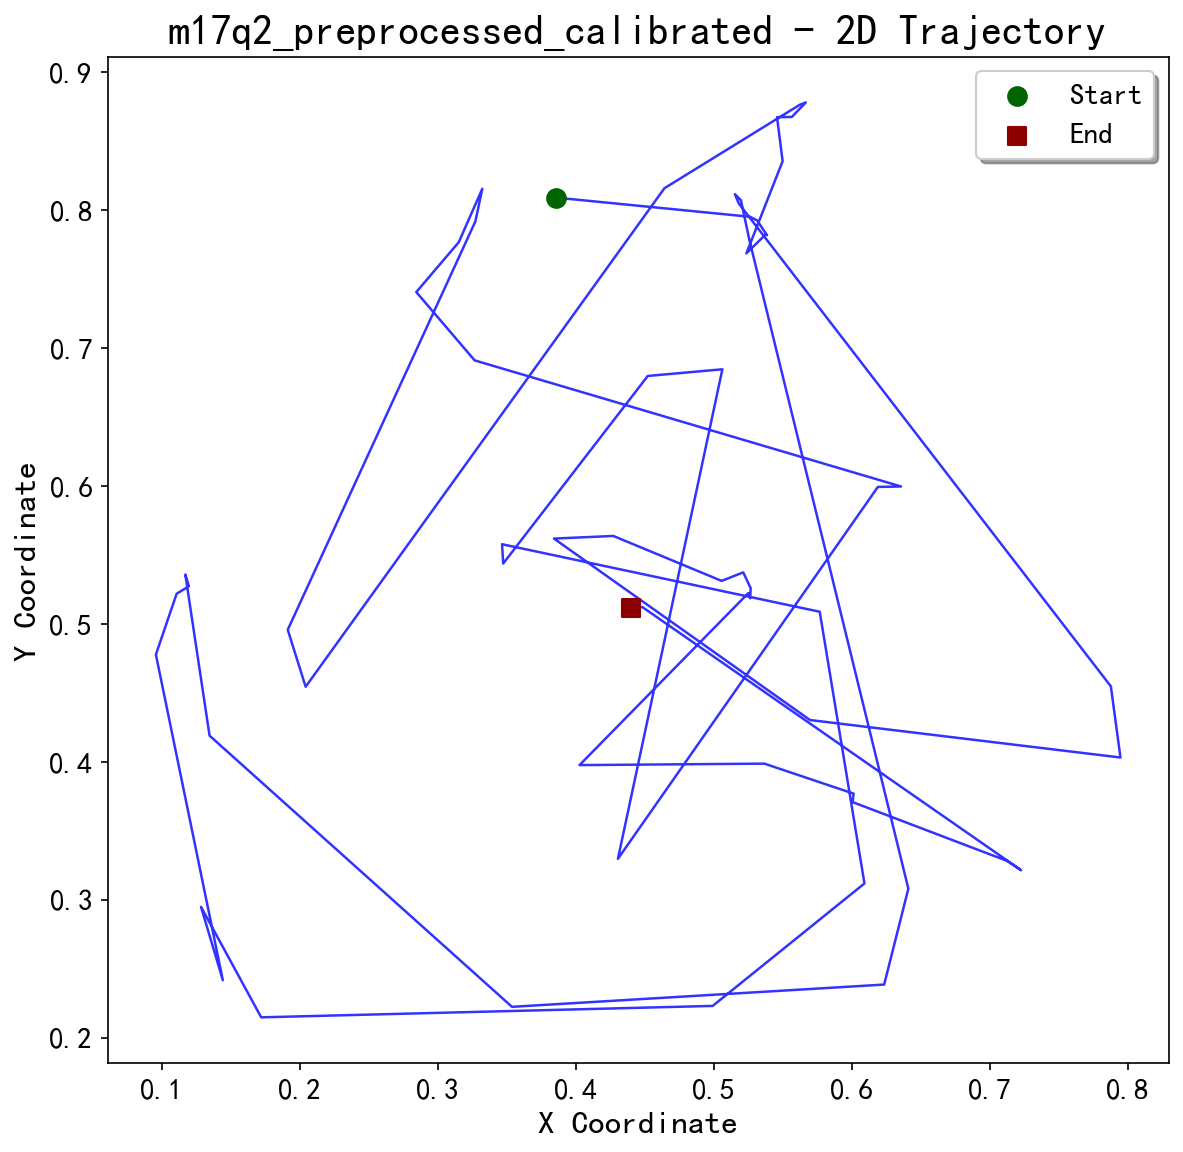 m17q2_preprocessed_calibrated - 2D Trajectory
Start
End
0.9
0.8
0.7
0.6
0.5
0.4
0.3
0.2
Y Coordinate
0.1 0.2 0.3 0.4 0.5 0.6 0.7 0.8
X Coordinate